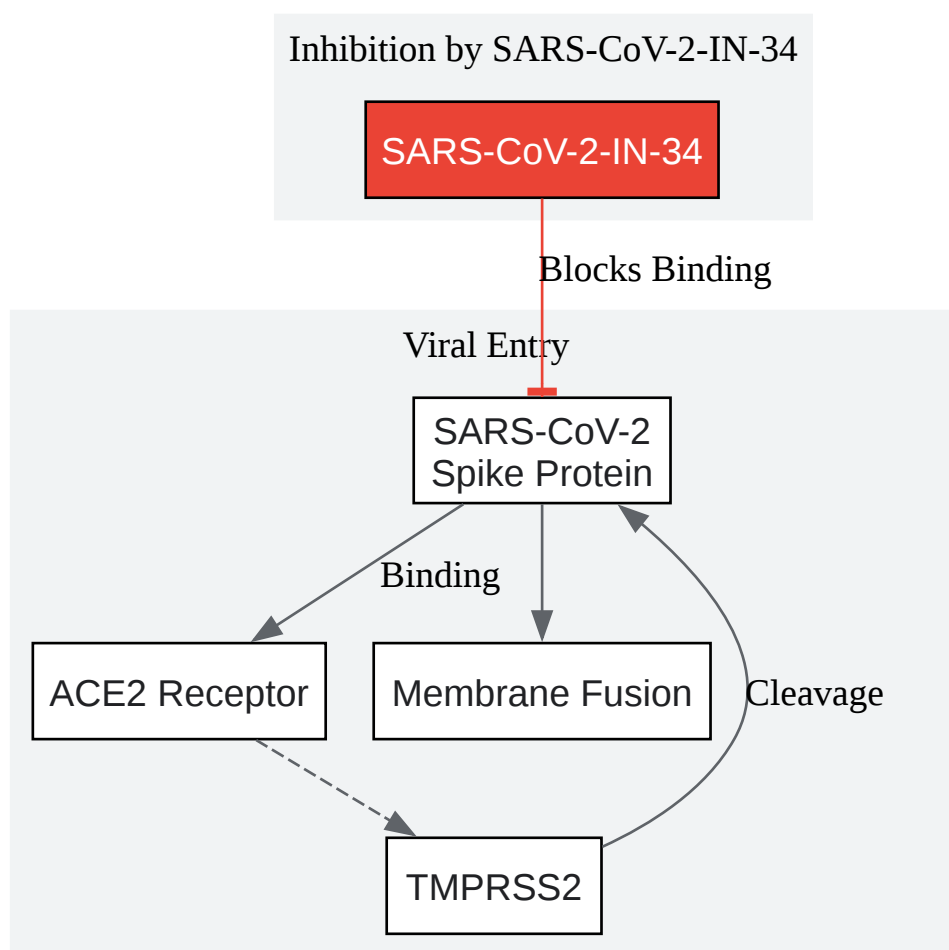 Inhibition by SARS-CoV-2-IN-34
SARS-CoV-2-IN-34
Blocks Binding
Viral Entry
SARS-CoV-2
Spike Protein
Binding
ACE2 Receptor
Membrane Fusion
Cleavage
TMPRSS2